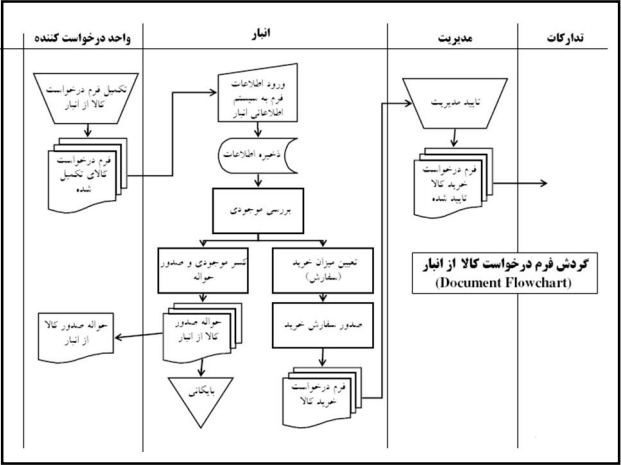 واحد درخواست کننده
انبار
مدیریت
تدارکات
تکمیل فرم درخواست
کالا از انبار
فرم درخواست
کالای تکمیل
شده
ورود اطلاعات
فرم به سیستم
اطلاعاتی انبار
ذخیره اطلاعات
بررسی موجودی
کسر موجودی و صدور
حواله
تعیین میزان خرید
(سفارش)
حواله صدور کالا
از انبار
حواله صدور
کالا از انبار
صدور سفارش خرید
بایگانی
فرم درخواست
خرید کالا
تایید مدیریت
فرم درخواست
خرید کالا
تایید شده
گردش فرم درخواست کالا از انبار
(Document Flowchart)